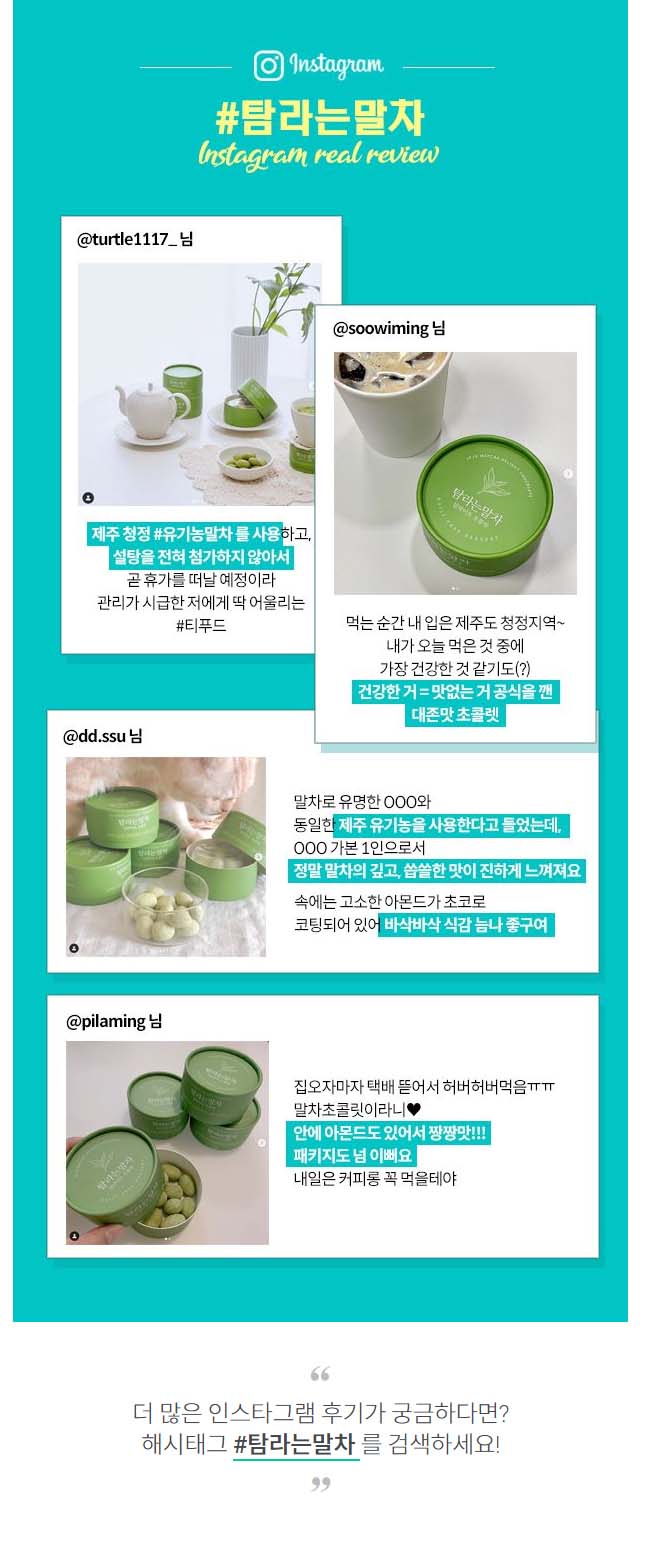 Instagram
#탐라는말차
Instagram real review
@turtle1117_ 님
제주 청정 #유기농말차 를 사용하고,
설탕을 전혀 첨가하지 않아서
곧 휴가를 떠날 예정이라
관리가 시급한 저에게 딱 어울리는
#티푸드
@soowiming 님
탐라는말차
먹는 순간 내 입은 제주도 청정지역~
내가 오늘 먹은 것 중에
가장 건강한 것 같기도(?)
건강한 거 = 맛없는 거 공식을 깬
대존맛 초콜렛
@dd.ssu 님
탐라는말차
탐라는말차
말차로 유명한 OOO와
동일한 제주 유기농을 사용한다고 들었는데,
OOO 가본 1인으로서
정말 말차의 깊고, 씁쓸한 맛이 진하게 느껴져요
속에는 고소한 아몬드가 초코로
코팅되어 있어 바삭바삭 식감 늠나 좋구여
@pilaming 님
탐라는말차
탐라는말차
집오자마자 택배 뜯어서 허버허버먹음ㅠㅠ
말차초콜릿이라니♥
안에 아몬드도 있어서 짱짱맛!!!
패키지도 넘 이뻐요
내일은 커피롱 꼭 먹을테야
“
더 많은 인스타그램 후기가 궁금하다면?
해시태그 #탐라는말차 를 검색하세요!
”